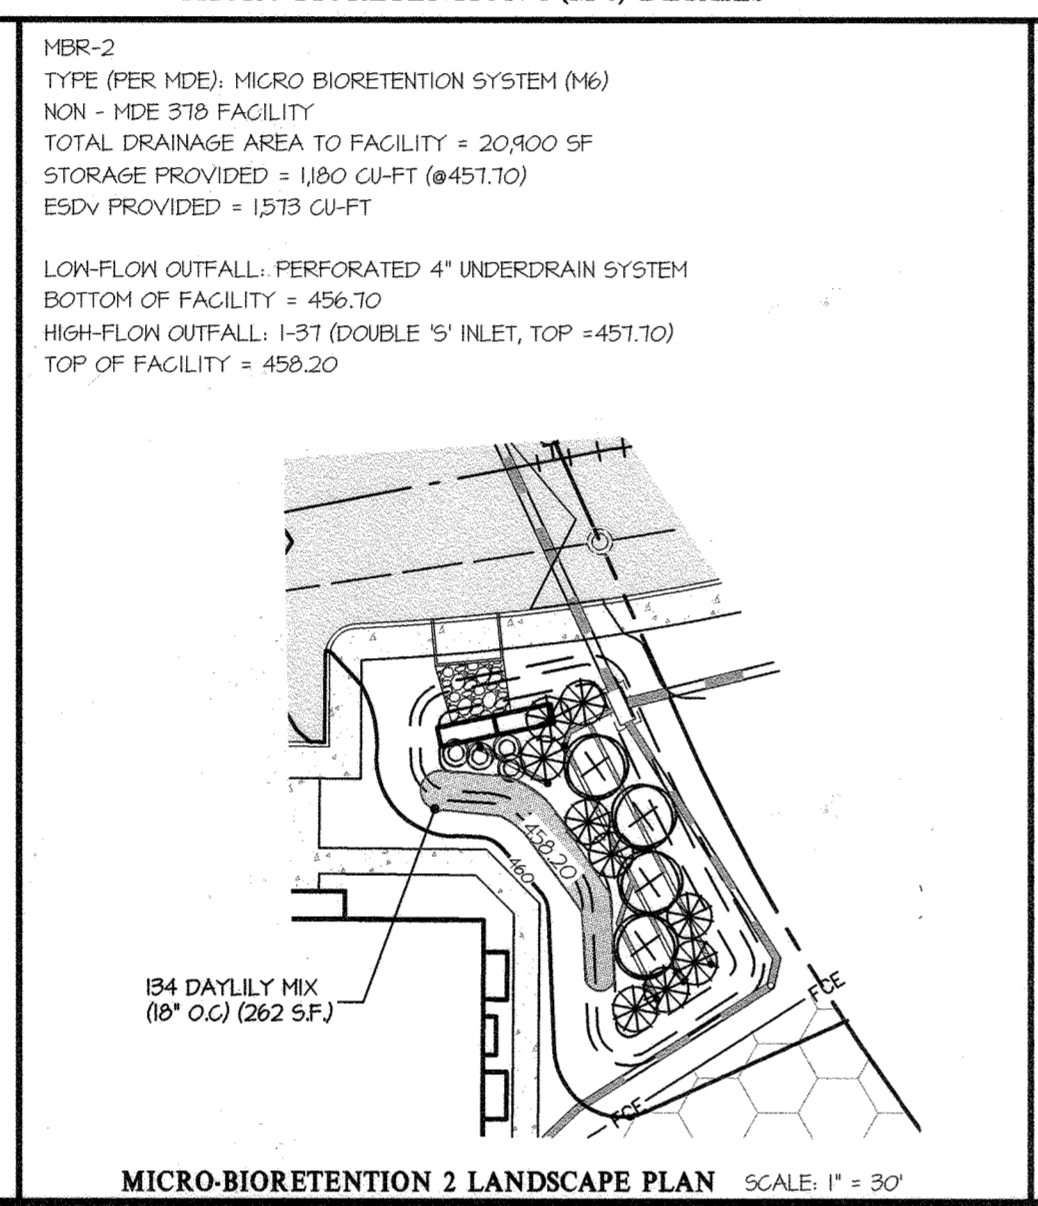 MBR-2
TYPE (PER MDE): MICRO BIORETENTION SYSTEM (M6)
NON - MDE 378 FACILITY
TOTAL DRAINAGE AREA TO FACILITY = 20,900 SF
STORAGE PROVIDED = 1,180 CU-FT (@457.70)
ESDv PROVIDED = 1,573 CU-FT
LOW-FLOW OUTFALL: PERFORATED 4" UNDERDRAIN SYSTEM
BOTTOM OF FACILITY = 456.70
HIGH-FLOW OUTFALL: I-37 (DOUBLE 'S' INLET, TOP =457.70)
TOP OF FACILITY = 458.20
458.20
460
134 DAYLILY MIX
(18" O.C) (262 S.F.)
FCE
FCE
MICRO-BIORETENTION 2 LANDSCAPE PLAN SCALE: 1" = 30'